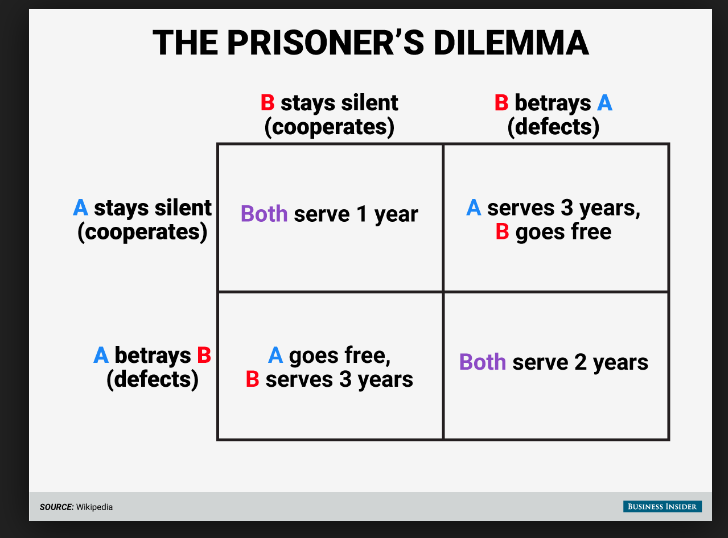 THE PRISONER’S DILEMMA
B stays silent
(cooperates)
B betrays A
(defects)
A stays silent
(cooperates)
Both serve 1 year
A serves 3 years,
B goes free
A betrays B
(defects)
A goes free,
B serves 3 years
Both serve 2 years
SOURCE: Wikipedia
BUSINESS INSIDER